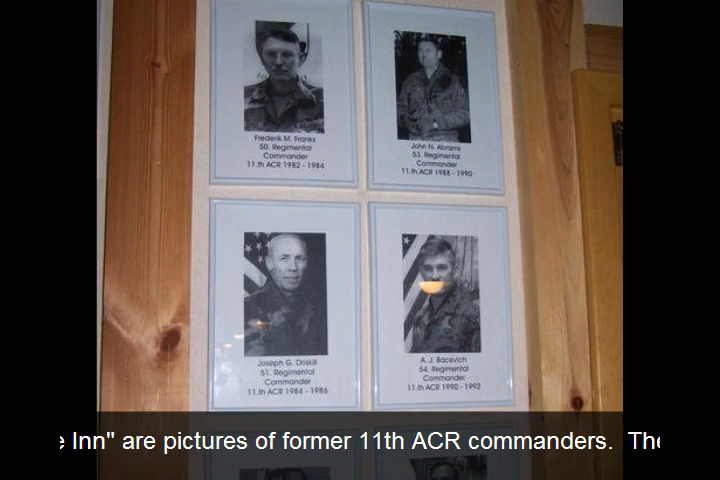 Frederik M. Franks
50. Regimental
Commander
11.th ACR 1982 - 1984
John N. Abrams
53. Regimental
Commander
11.th ACR 1988 - 1990
Joseph G. Driskill
51. Regimental
Commander
11.th ACR 1984 - 1986
A. J. Bacevich
54. Regimental
Commander
11.th ACR 1990 - 1992
e Inn" are pictures of former 11th ACR commanders. The